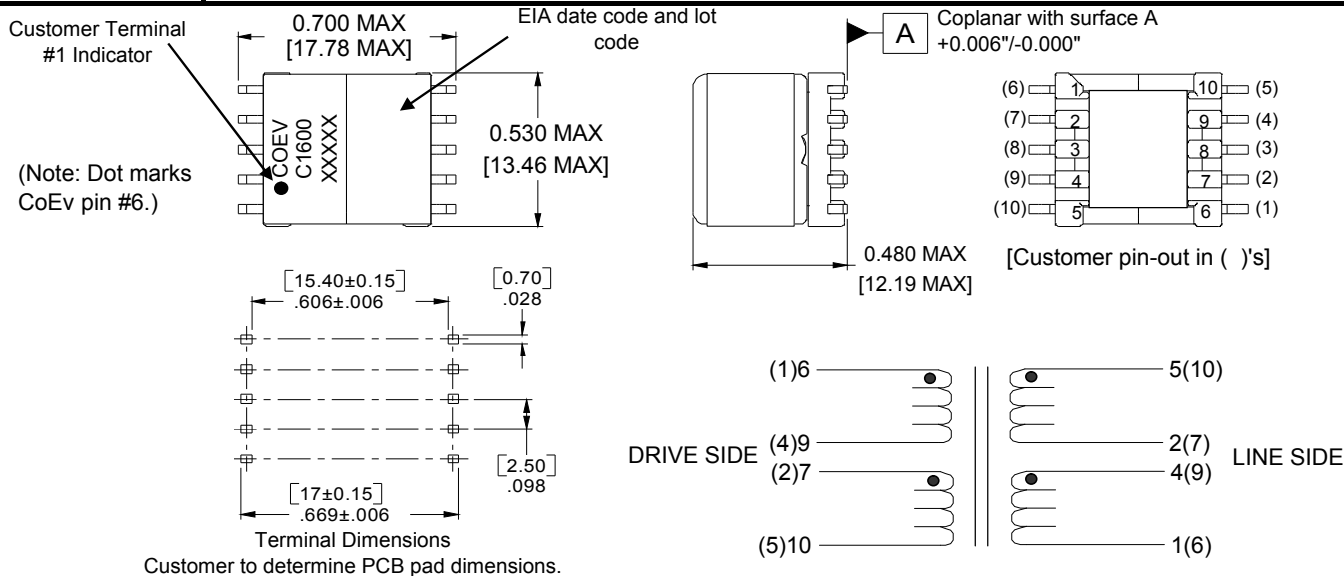 Customer Terminal
#1 Indicator
0.700 MAX
[17.78 MAX]
EIA date code and lot
code
COEV
C1600
XXXXX
0.530 MAX
[13.46 MAX]
(Note: Dot marks
CoEv pin #6.)
A
Coplanar with surface A
+0.006"/-0.000"
0.480 MAX
[12.19 MAX]
(6) 1 10 (5)
(7) 2 9 (4)
(8) 3 8 (3)
(9) 4 7 (2)
(10) 5 6 (1)
[Customer pin-out in ( )'s]
[15.40±0.15]
.606±.006
[0.70]
.028
[2.50]
.098
[17±0.15]
.669±.006
Terminal Dimensions
Customer to determine PCB pad dimensions.
(1)6
5(10)
DRIVE SIDE
(4)9
2(7)
(2)7
4(9)
LINE SIDE
(5)10
1(6)